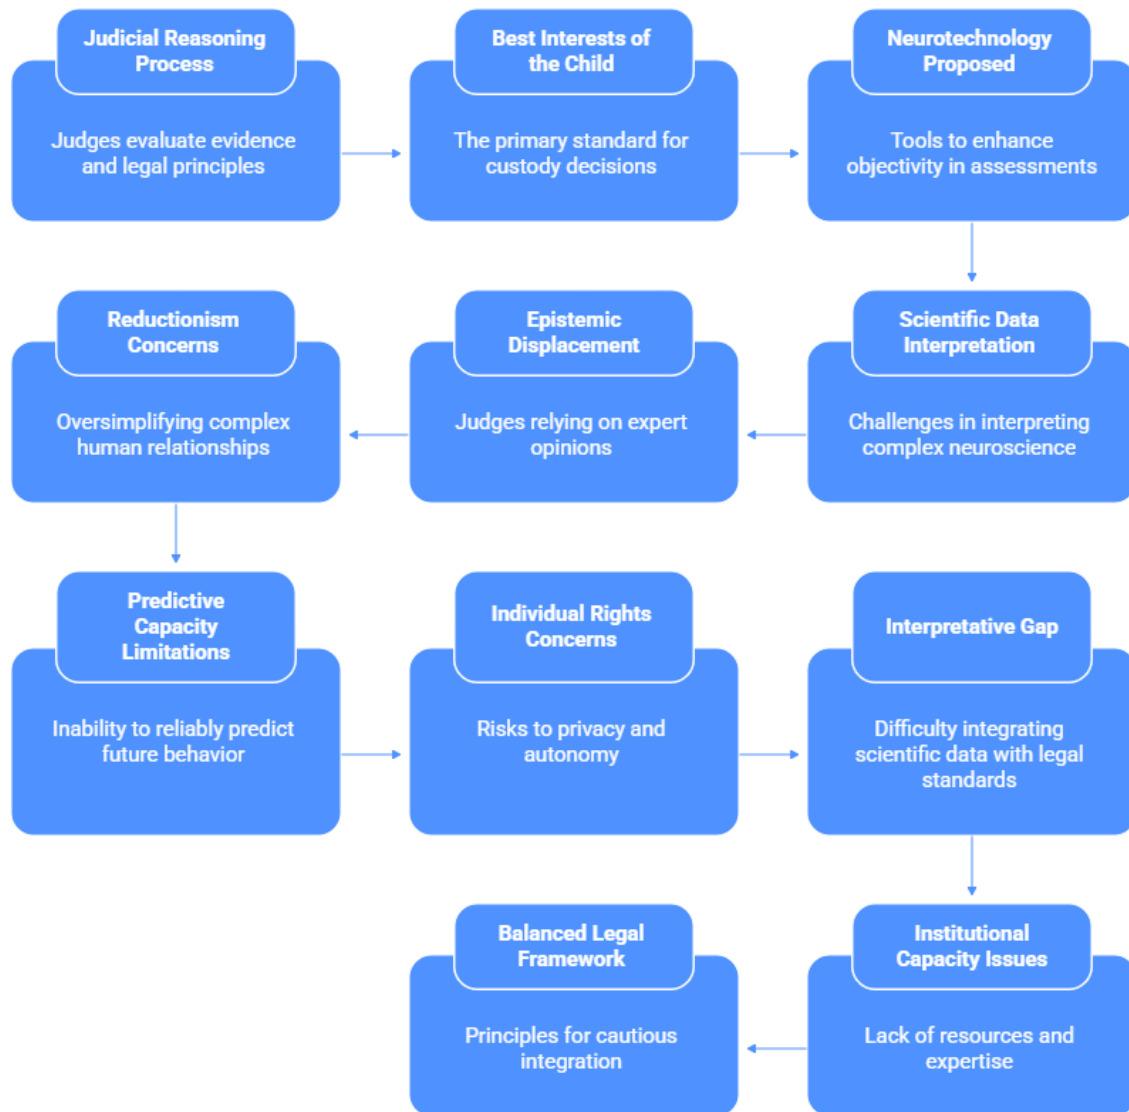 Judicial Reasoning
Process
Judges evaluate evidence
and legal principles
Best Interests of
the Child
The primary standard for
custody decisions
Neurotechnology
Proposed
Tools to enhance
objectivity in assessments
Scientific Data
Interpretation
Challenges in interpreting
complex neuroscience
Epistemic
Displacement
Judges relying on expert
opinions
Reductionism
Concerns
Oversimplifying complex
human relationships
Predictive
Capacity
Limitations
Inability to reliably predict
future behavior
Individual Rights
Concerns
Risks to privacy and
autonomy
Interpretative Gap
Difficulty integrating
scientific data with legal
standards
Institutional
Capacity Issues
Lack of resources and
expertise
Balanced Legal
Framework
Principles for cautious
integration